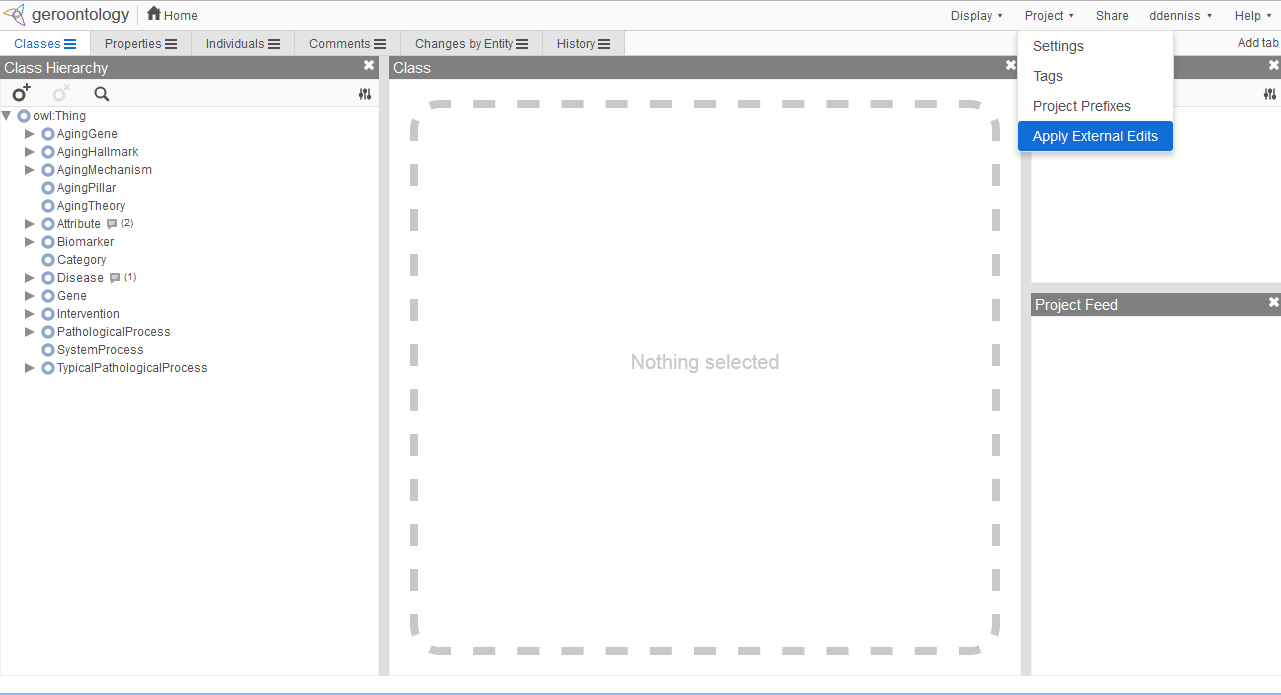 geroontology Home Display Project Share ddenniss Help
Classes Properties Individuals Comments Changes by Entity History Add tab
Settings
Tags
Project Prefixes
Apply External Edits
Class Hierarchy
owl:Thing
AgingGene
AgingHallmark
AgingMechanism
AgingPillar
AgingTheory
Attribute (2)
Biomarker
Category
Disease (1)
Gene
Intervention
PathologicalProcess
SystemProcess
TypicalPathologicalProcess
Class
Nothing selected
Project Feed